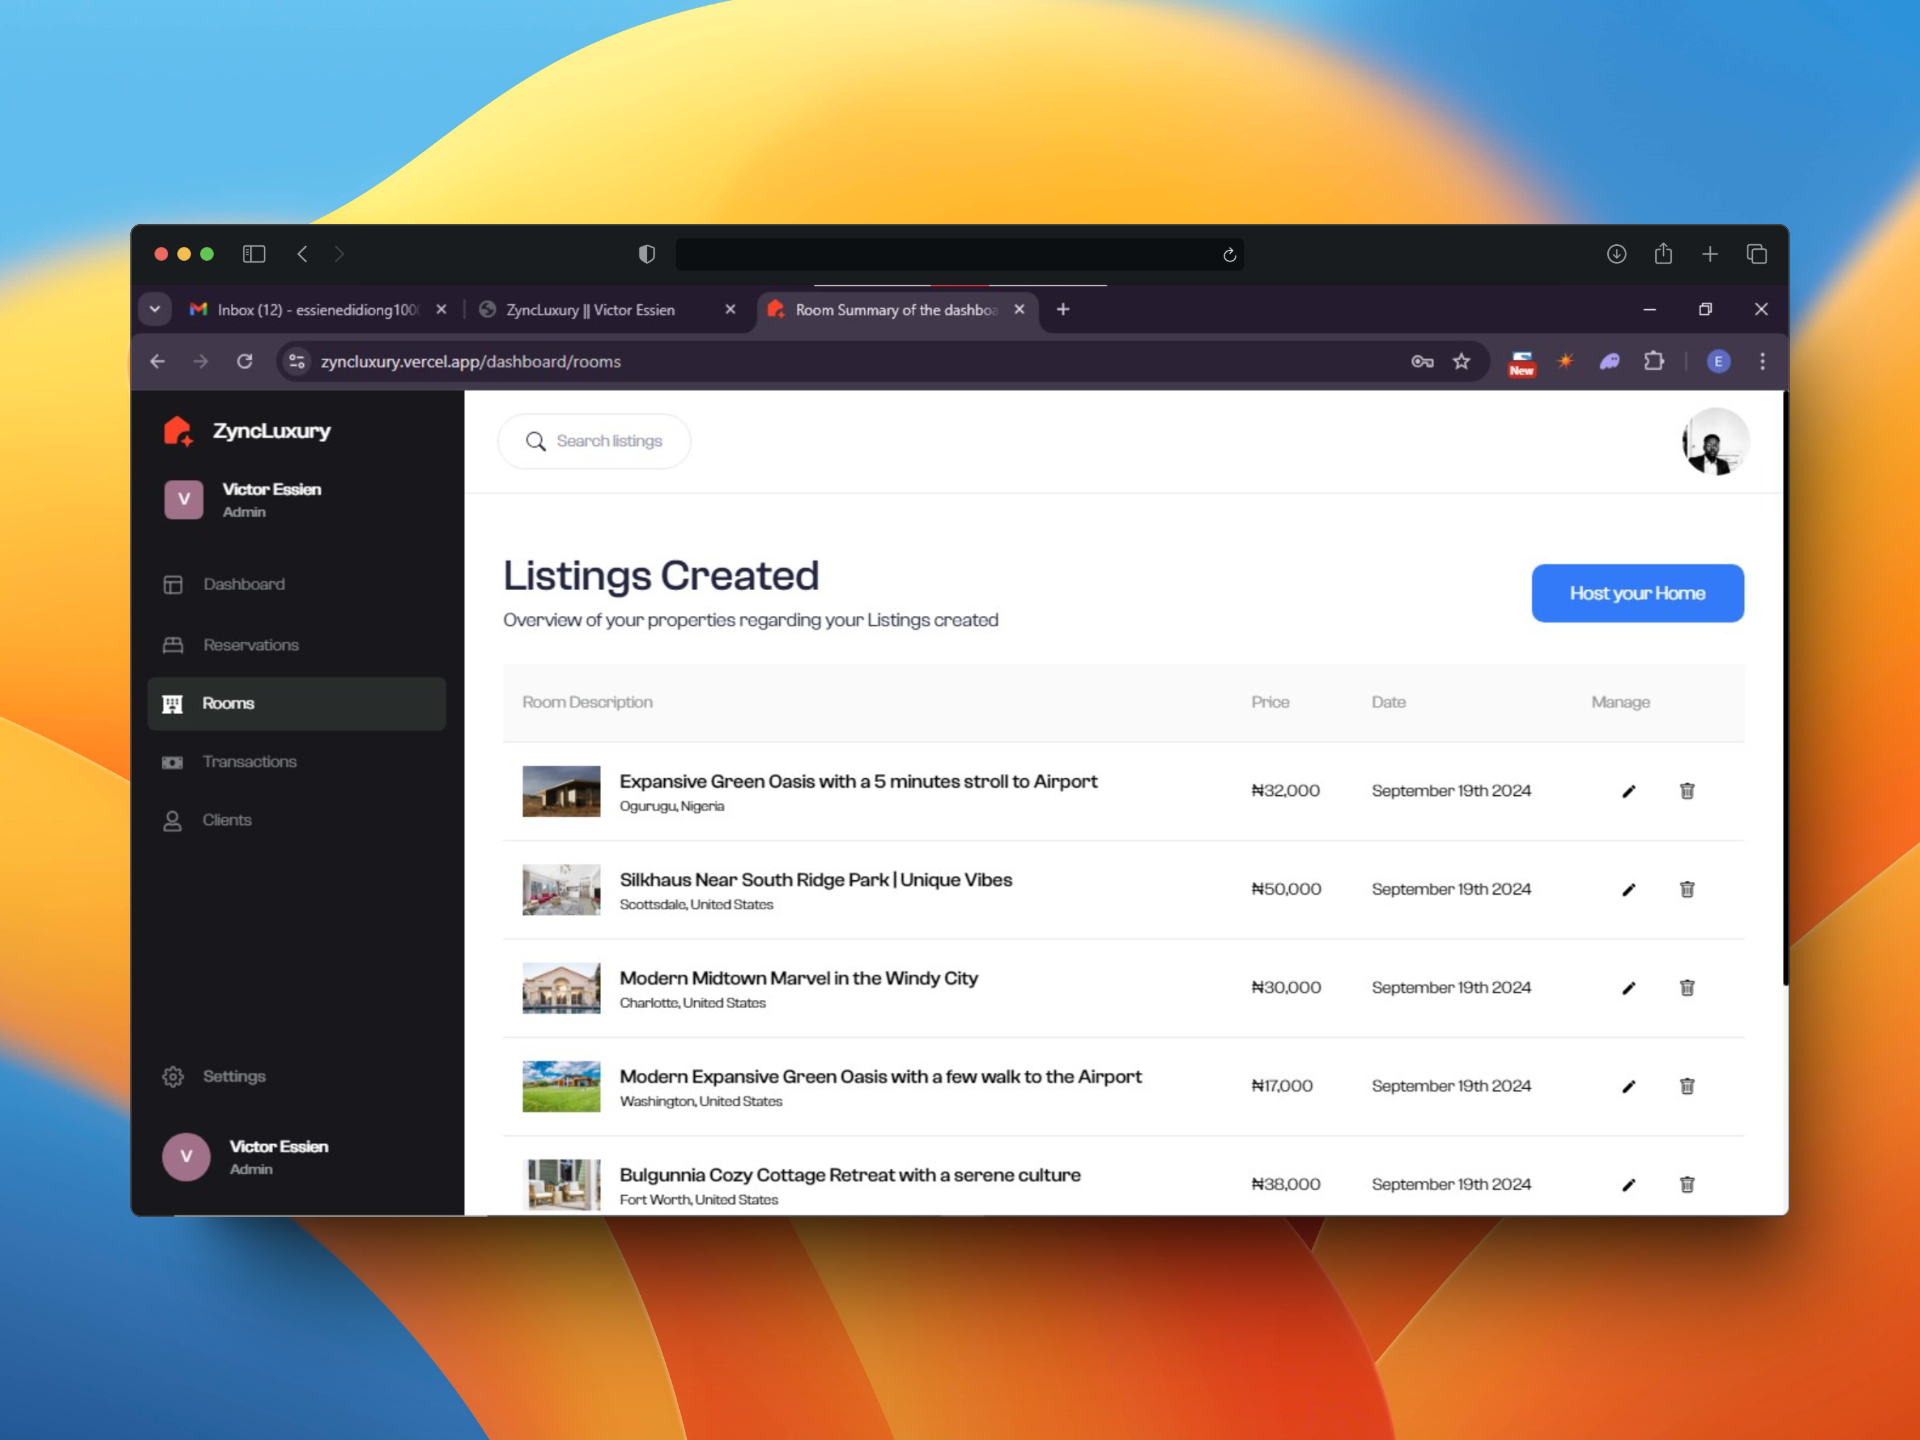 Inbox (12) - essienedidiong100
ZyncLuxury || Victor Essien
Room Summary of the dashboa
zyncluxury.vercel.app/dashboard/rooms
New
E
ZyncLuxury
V
Victor Essien
Admin
Dashboard
Reservations
Rooms
Transactions
Clients
Settings
V
Victor Essien
Admin
Search listings
Listings Created
Overview of your properties regarding your Listings created
Host your Home
Room Description Price Date Manage
Expansive Green Oasis with a 5 minutes stroll to Airport
Ogurugu, Nigeria
₦32,000 September 19th 2024
Silkhaus Near South Ridge Park | Unique Vibes
Scottsdale, United States
₦50,000 September 19th 2024
Modern Midtown Marvel in the Windy City
Charlotte, United States
₦30,000 September 19th 2024
Modern Expansive Green Oasis with a few walk to the Airport
Washington, United States
₦17,000 September 19th 2024
Bulgunnia Cozy Cottage Retreat with a serene culture
Fort Worth, United States
₦38,000 September 19th 2024